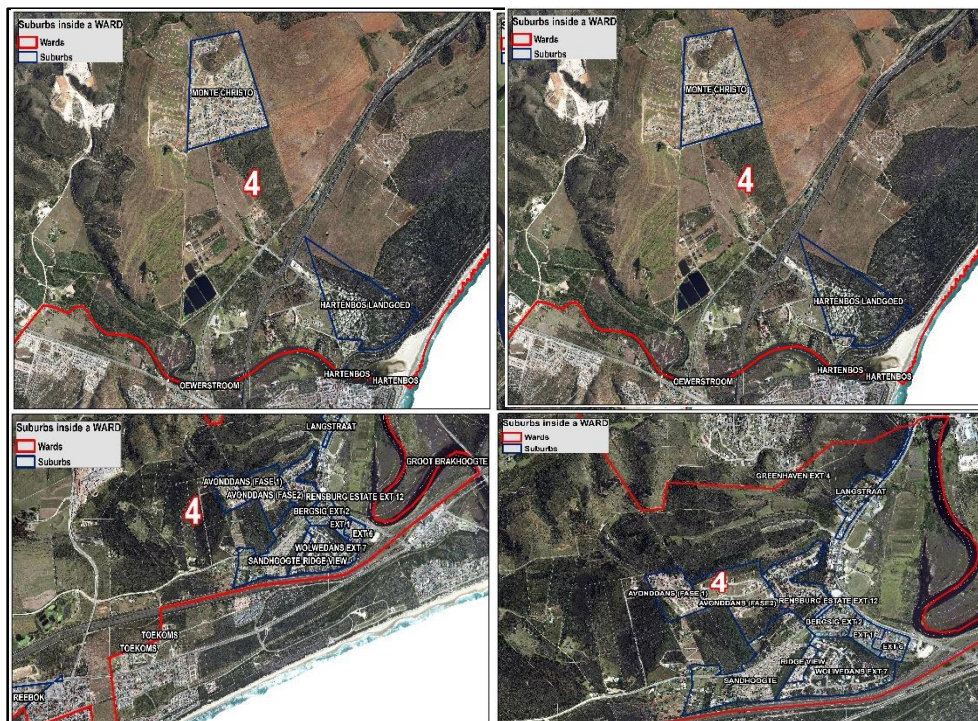 Suburbs inside a WARD
Wards
Suburbs
MONTE CHRISTO
4
HARTENBOS LANDGOED
OEWERSTROOM
HARTENBOS
HARTENBOS
Suburbs inside a WARD
Wards
Suburbs
MONTE CHRISTO
4
HARTENBOS LANDGOED
OEWERSTROOM
HARTENBOS
HARTENBOS
Suburbs inside a WARD
Wards
Suburbs
LANGSTRAAT
GROOT BRAKHOOGTE
AVONDDANS (FASE 1)
AVONDDANS (FASE2)
4
RENSBURG ESTATE EXT 12
BERGSIG EXT 2
EXT 1
EXT 6
WOLWEDANS EXT 7
SANDHOOGTE RIDGE VIEW
TOEKOMS
TOEKOMS
REEBOK
Suburbs inside a WARD
Wards
Suburbs
GREENHAVEN EXT 4
LANGSTRAAT
4
AVONDDANS (FASE 1)
AVONDDANS (FASE2)
RENSBURG ESTATE EXT 12
BERGSIG EXT 2
EXT 1
EXT 6
RIDGE VIEW
WOLWEDANS EXT 7
SANDHOOGTE